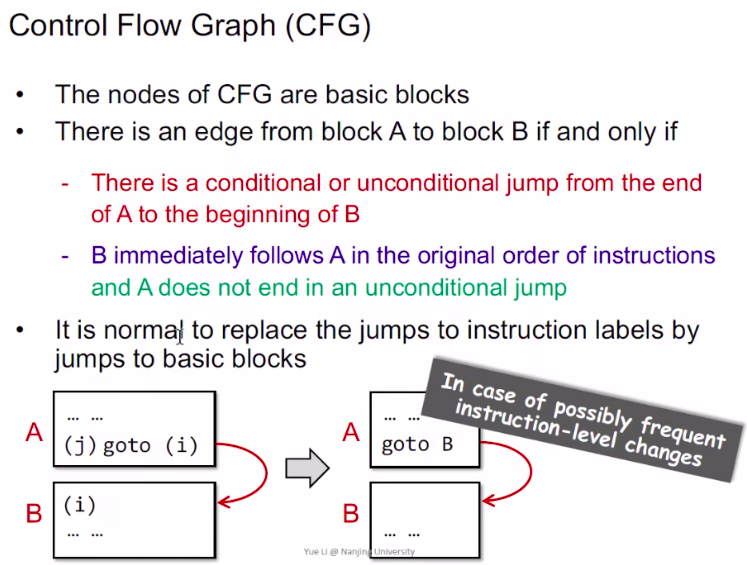 Control Flow Graph (CFG)
• The nodes of CFG are basic blocks
• There is an edge from block A to block B if and only if
- There is a conditional or unconditional jump from the end
of A to the beginning of B
- B immediately follows A in the original order of instructions
and A does not end in an unconditional jump
• It is normal to replace the jumps to instruction labels by
jumps to basic blocks
In case of possibly frequent
instruction-level changes
A
... ...
(j) goto (i)
B
(i)
... ...
A
... ...
goto B
B
... ...
Yue Li @ Nanjing University